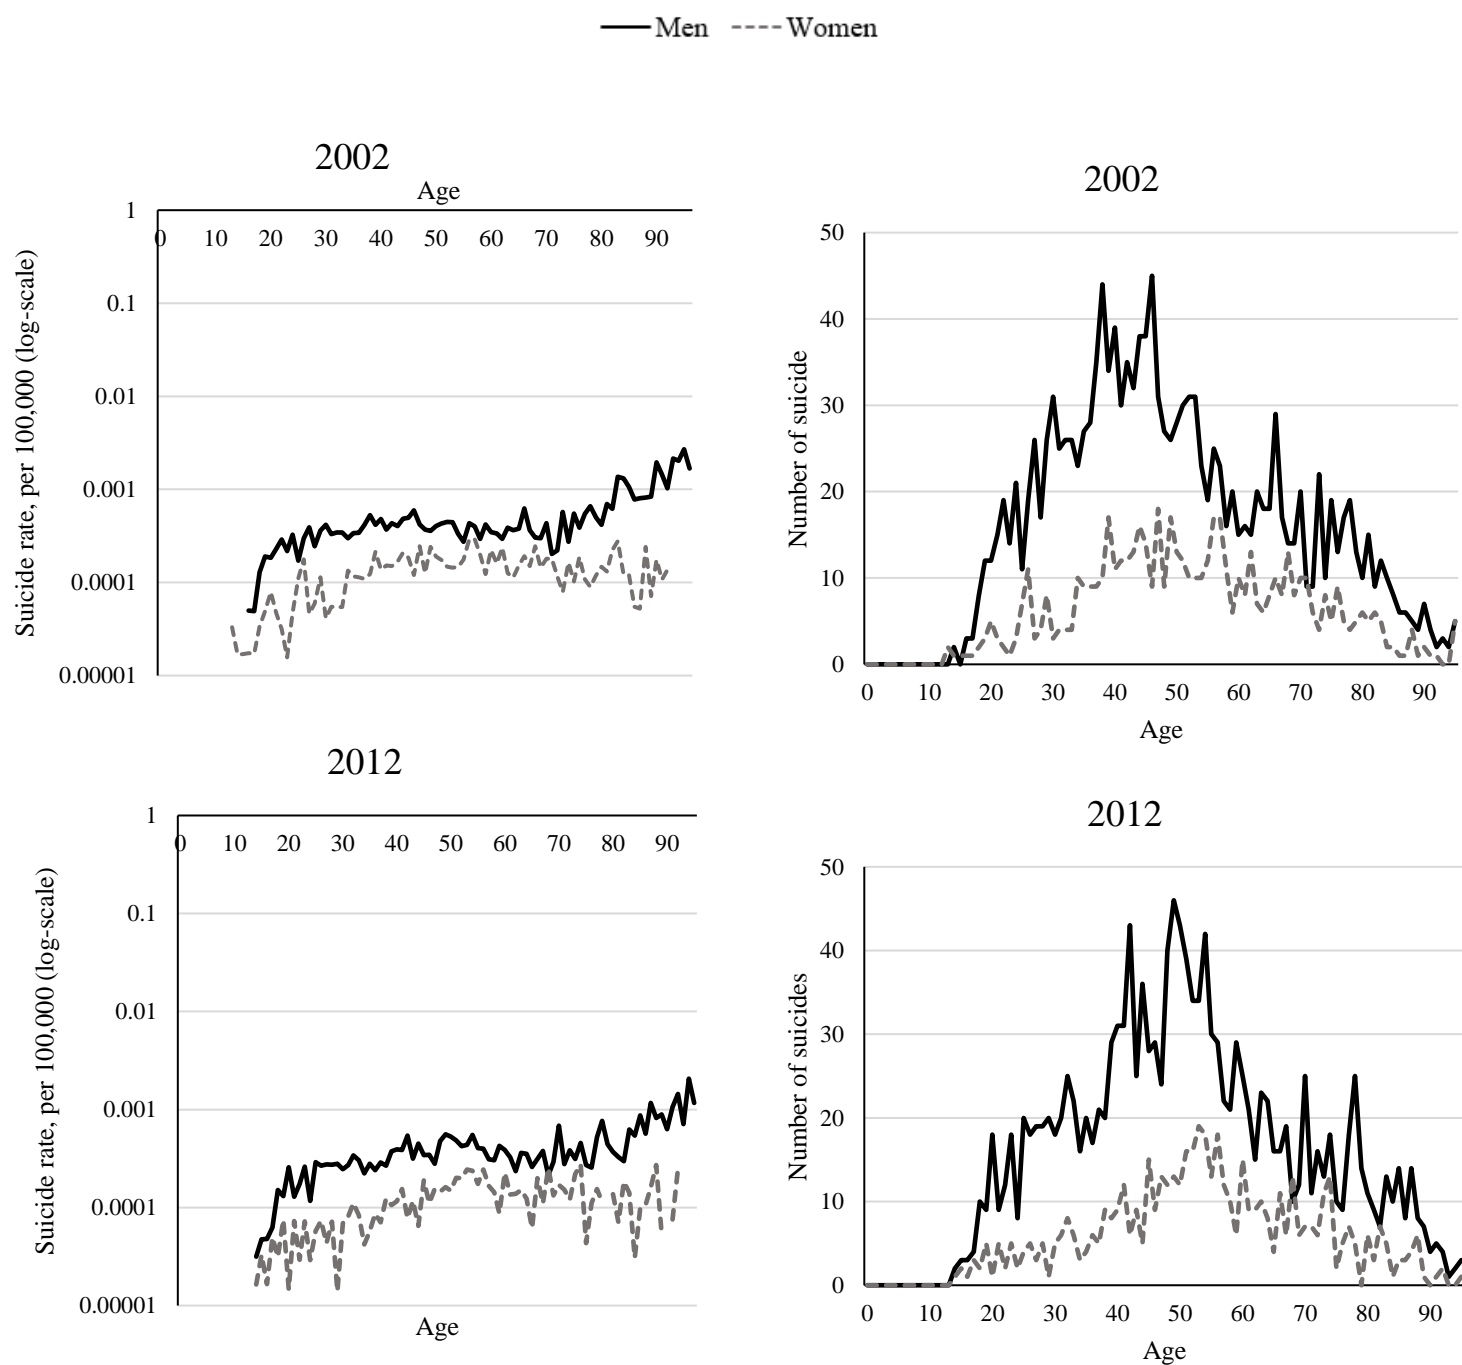 Men Women
2002
Age
1
0 10 20 30 40 50 60 70 80 90
0.1
0.01
0.001
0.0001
0.00001
Suicide rate, per 100,000 (log-scale)
2002
50
40
30
20
10
0
0 10 20 30 40 50 60 70 80 90
Number of suicide
Age
2012
1
0 10 20 30 40 50 60 70 80 90
0.1
0.01
0.001
0.0001
0.00001
Suicide rate, per 100,000 (log-scale)
Age
2012
50
40
30
20
10
0
0 10 20 30 40 50 60 70 80 90
Number of suicides
Age